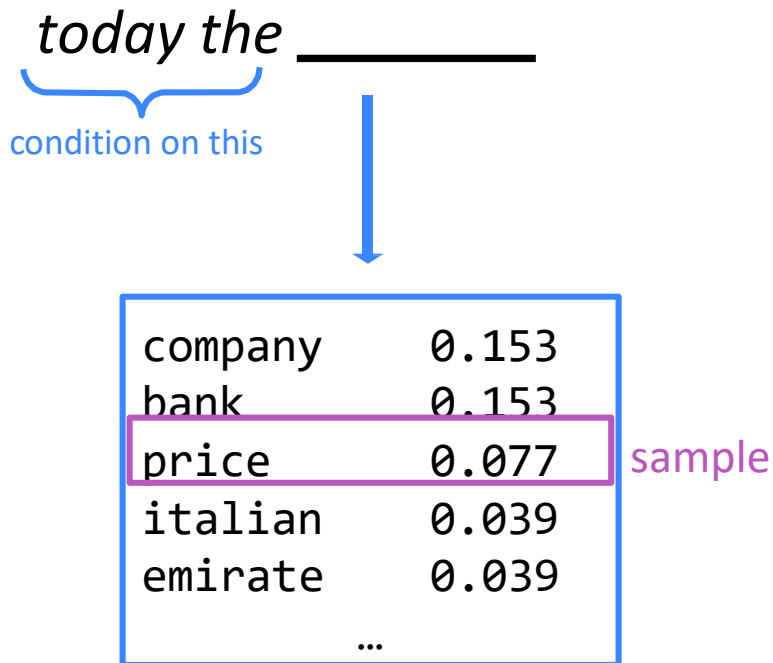 today the ________
condition on this
company 0.153
bank 0.153
price 0.077
sample
italian 0.039
emirate 0.039
…